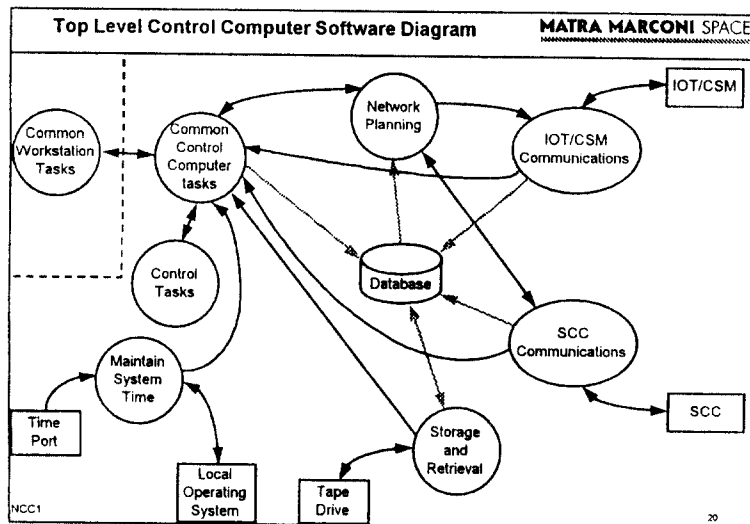 Top Level Control Computer Software Diagram
MATRA MARCONI SPACE
IOT/CSM
Network
Planning
Common
Workstation
Tasks
Common
Control
Computer
tasks
IOT/CSM
Communications
Control
Tasks
Database
SCC
Communications
Maintain
System
Time
Time
Port
SCC
Storage
and
Retrieval
Local
Operating
System
Tape
Drive
NCC1
29